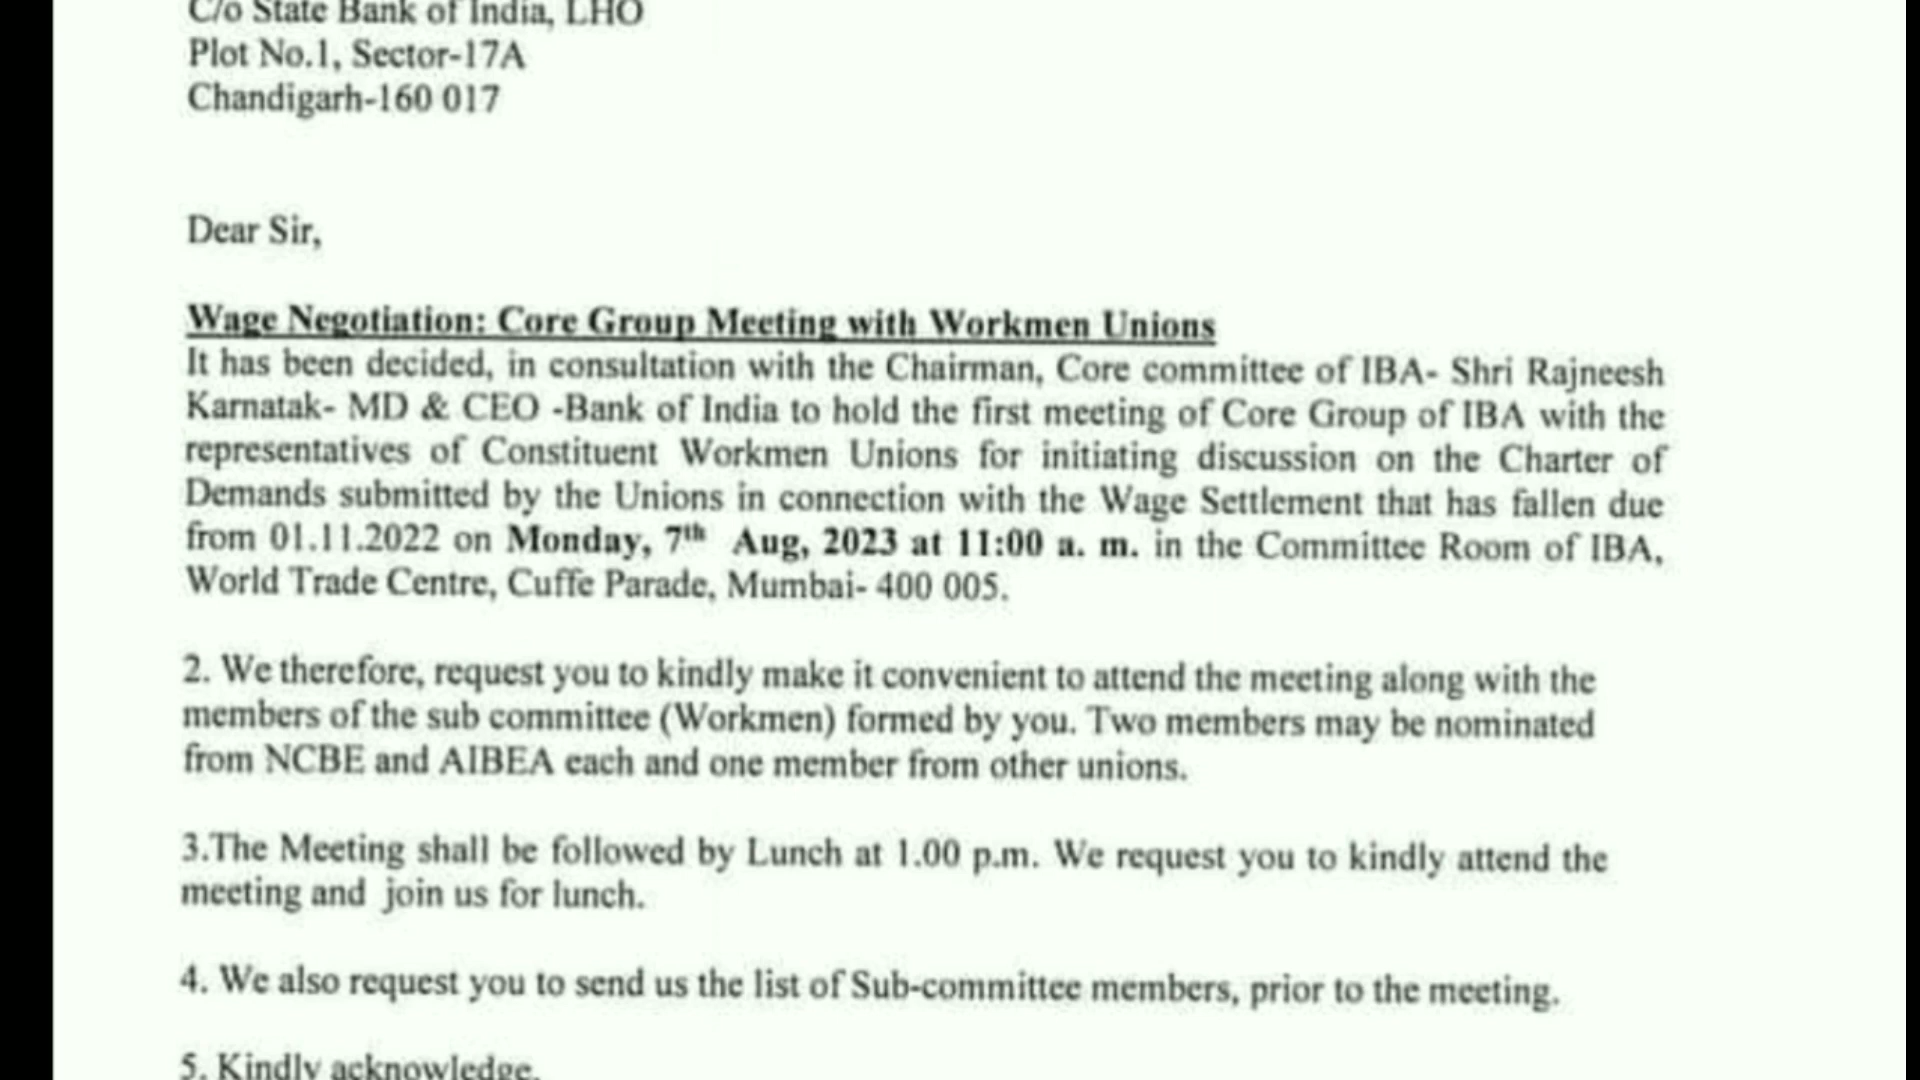 C/o State Bank of India, LHO
Plot No.1, Sector-17A
Chandigarh-160 017
Dear Sir,
Wage Negotiation: Core Group Meeting with Workmen Unions
It has been decided, in consultation with the Chairman, Core committee of IBA- Shri Rajneesh
Karnatak- MD & CEO -Bank of India to hold the first meeting of Core Group of IBA with the
representatives of Constituent Workmen Unions for initiating discussion on the Charter of
Demands submitted by the Unions in connection with the Wage Settlement that has fallen due
from 01.11.2022 on Monday, 7th Aug, 2023 at 11:00 a. m. in the Committee Room of IBA,
World Trade Centre, Cuffe Parade, Mumbai- 400 005.
2. We therefore, request you to kindly make it convenient to attend the meeting along with the
members of the sub committee (Workmen) formed by you. Two members may be nominated
from NCBE and AIBEA each and one member from other unions.
3.The Meeting shall be followed by Lunch at 1.00 p.m. We request you to kindly attend the
meeting and join us for lunch.
4. We also request you to send us the list of Sub-committee members, prior to the meeting.
5. Kindly acknowledge.